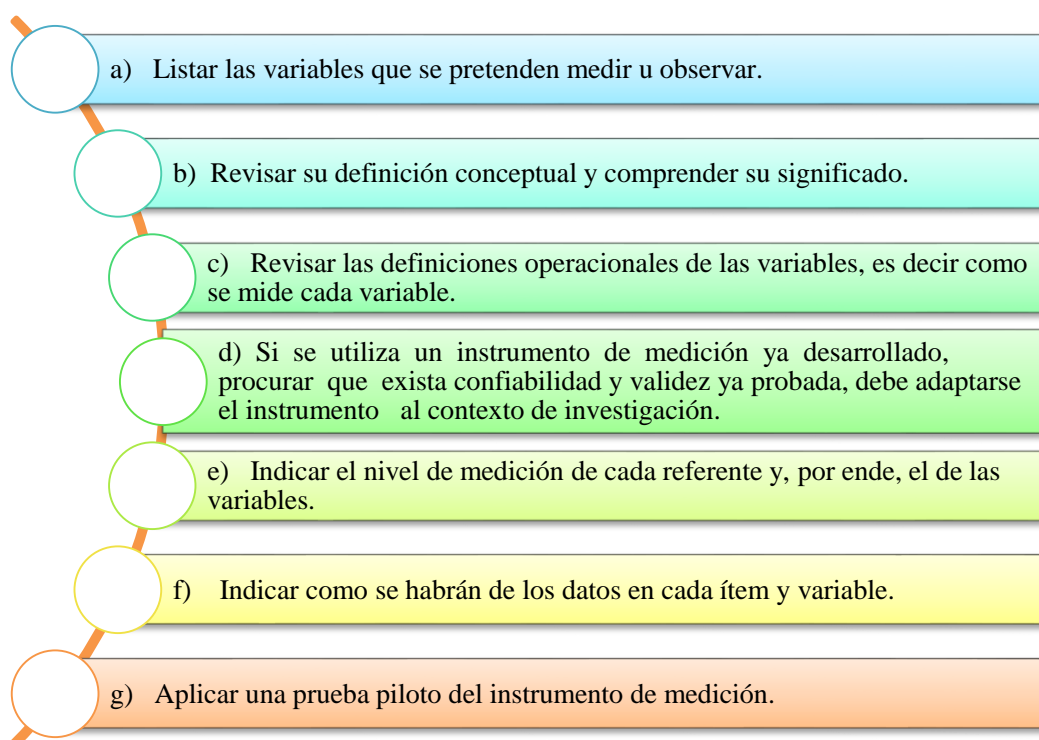 a) Listar las variables que se pretenden medir u observar.
b) Revisar su definición conceptual y comprender su significado.
c) Revisar las definiciones operacionales de las variables, es decir como
se mide cada variable.
d) Si se utiliza un instrumento de medición ya desarrollado,
procurar que exista confiabilidad y validez ya probada, debe adaptarse
el instrumento al contexto de investigación.
e) Indicar el nivel de medición de cada referente y, por ende, el de las
variables.
f) Indicar como se habrán de los datos en cada ítem y variable.
g) Aplicar una prueba piloto del instrumento de medición.